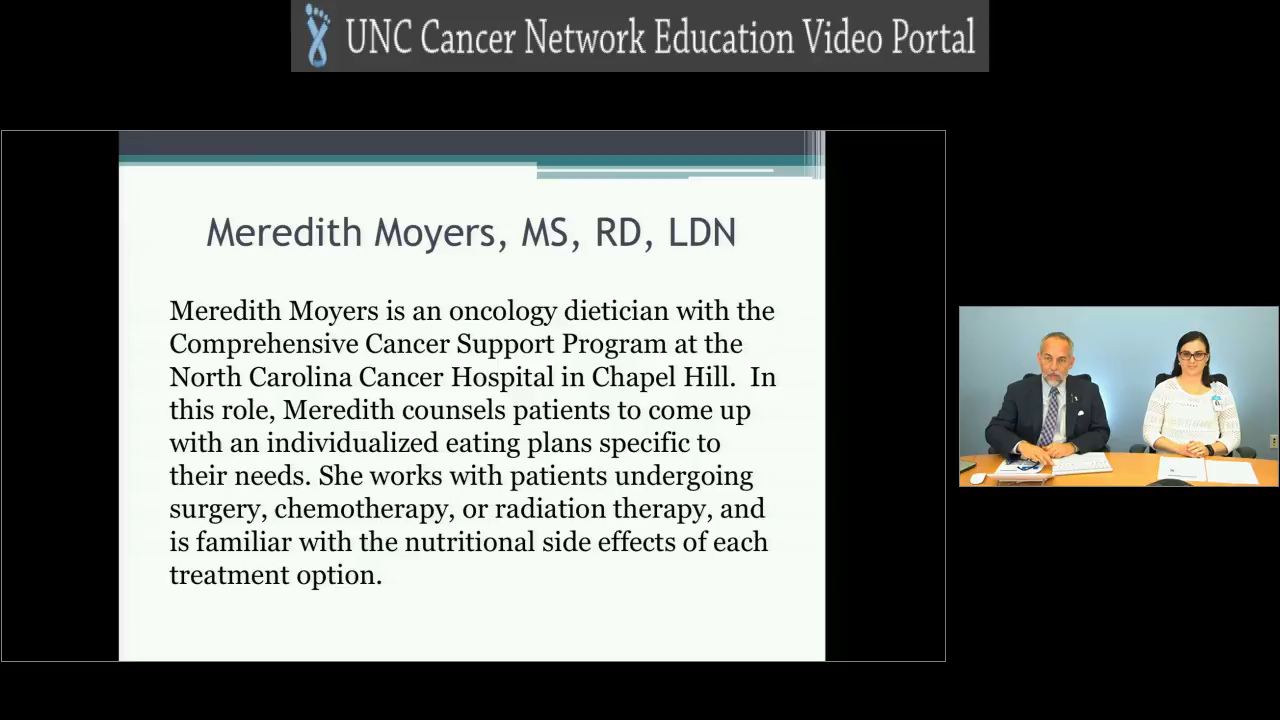 UNC Cancer Network Education Video Portal
Meredith Moyers, MS, RD, LDN
Meredith Moyers is an oncology dietician with the
Comprehensive Cancer Support Program at the
North Carolina Cancer Hospital in Chapel Hill.  In
this role, Meredith counsels patients to come up
with an individualized eating plans specific to
their needs. She works with patients undergoing
surgery, chemotherapy, or radiation therapy, and
is familiar with the nutritional side effects of each
treatment option.